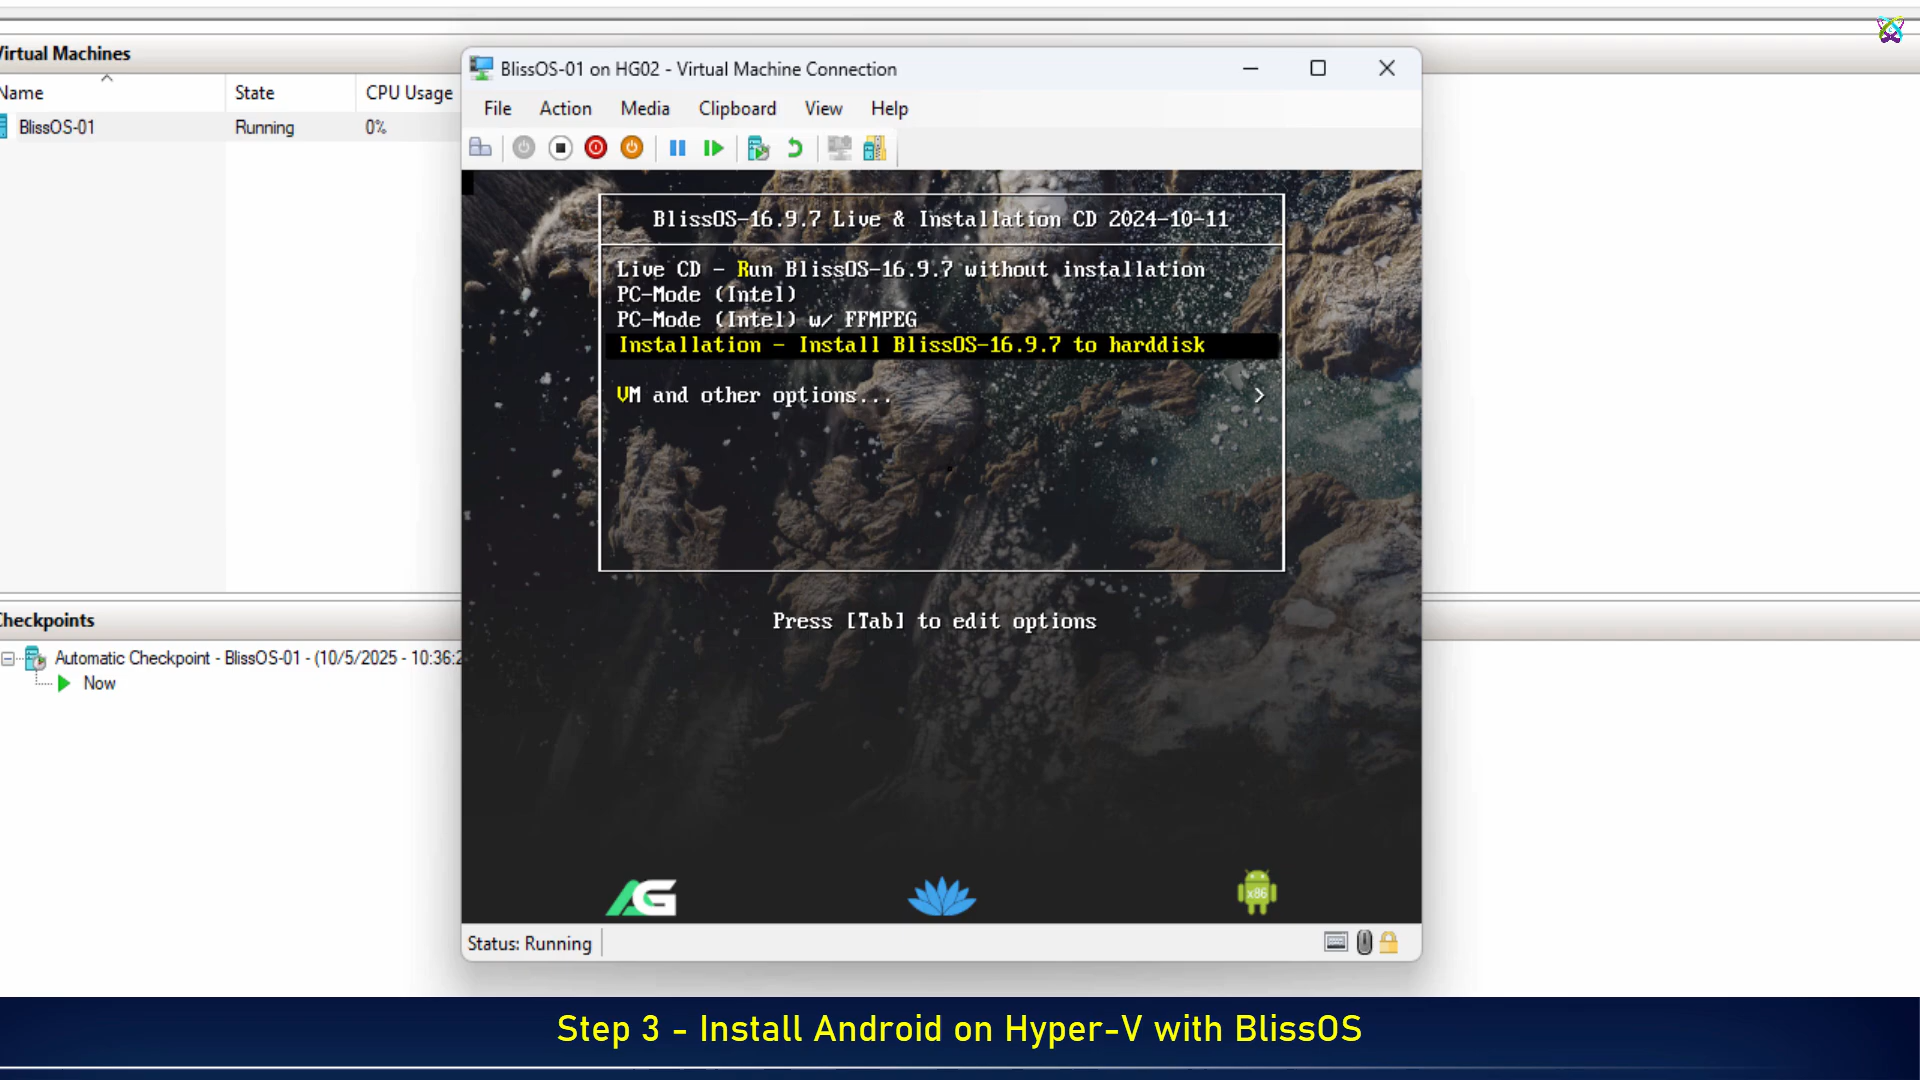 Virtual Machines
Name
State
CPU Usage
BlissOS-01
Running
0%
BlissOS-01 on HG02 - Virtual Machine Connection
File
Action
Media
Clipboard
View
Help
BlissOS-16.9.7 Live & Installation CD 2024-10-11
Live CD - Run BlissOS-16.9.7 without installation
PC-Mode (Intel)
PC-Mode (Intel) w/ FFMPEG
Installation - Install BlissOS-16.9.7 to harddisk
VM and other options...
Press [Tab] to edit options
AG
x86
Status: Running
Checkpoints
Automatic Checkpoint - BlissOS-01 - (10/5/2025 - 10:36:2
Now
Step 3 - Install Android on Hyper-V with BlissOS